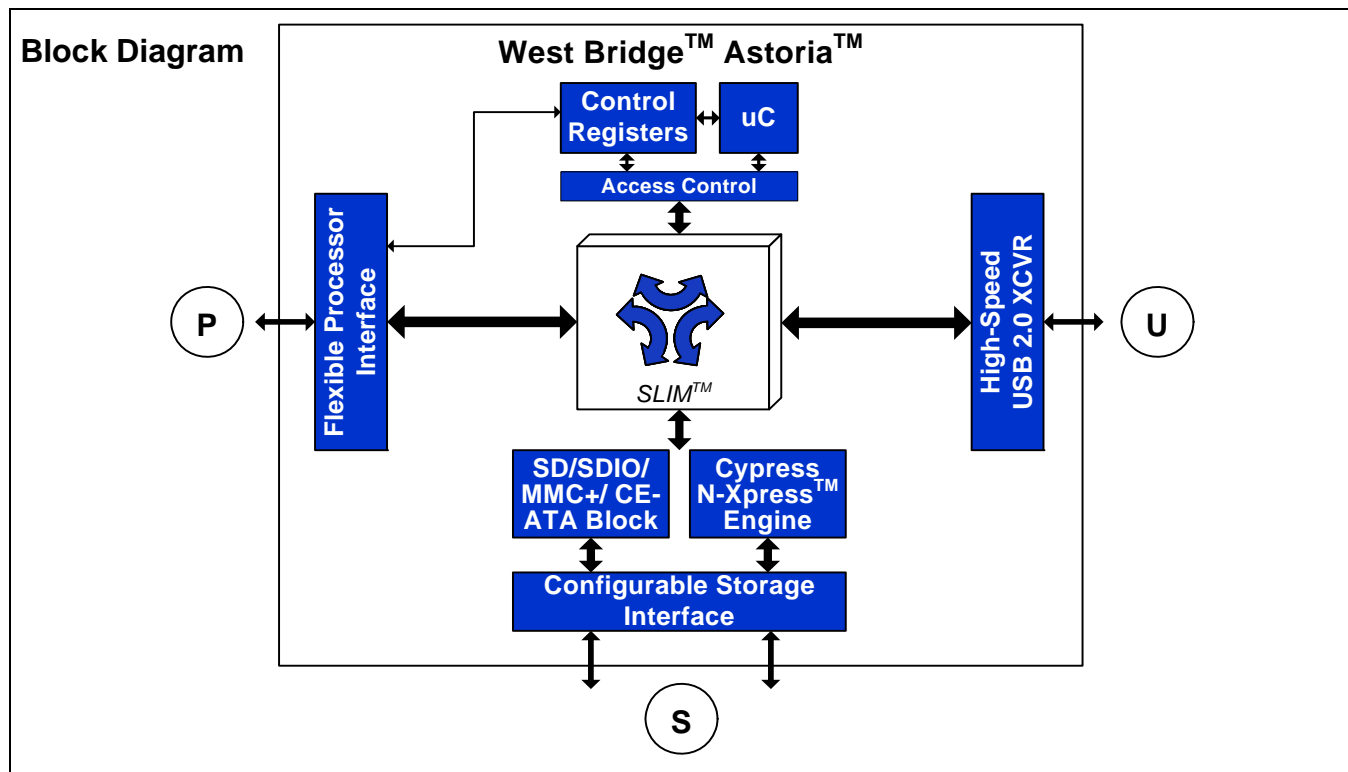 Block Diagram
West Bridge™ Astoria™
Control
Registers
uC
Access Control
Flexible Processor
Interface
High-Speed
USB 2.0 XCVR
P
U
SLIM™
SD/SDIO/
MMC+/ CE-
ATA Block
Cypress
N-Xpress™
Engine
Configurable Storage
Interface
S